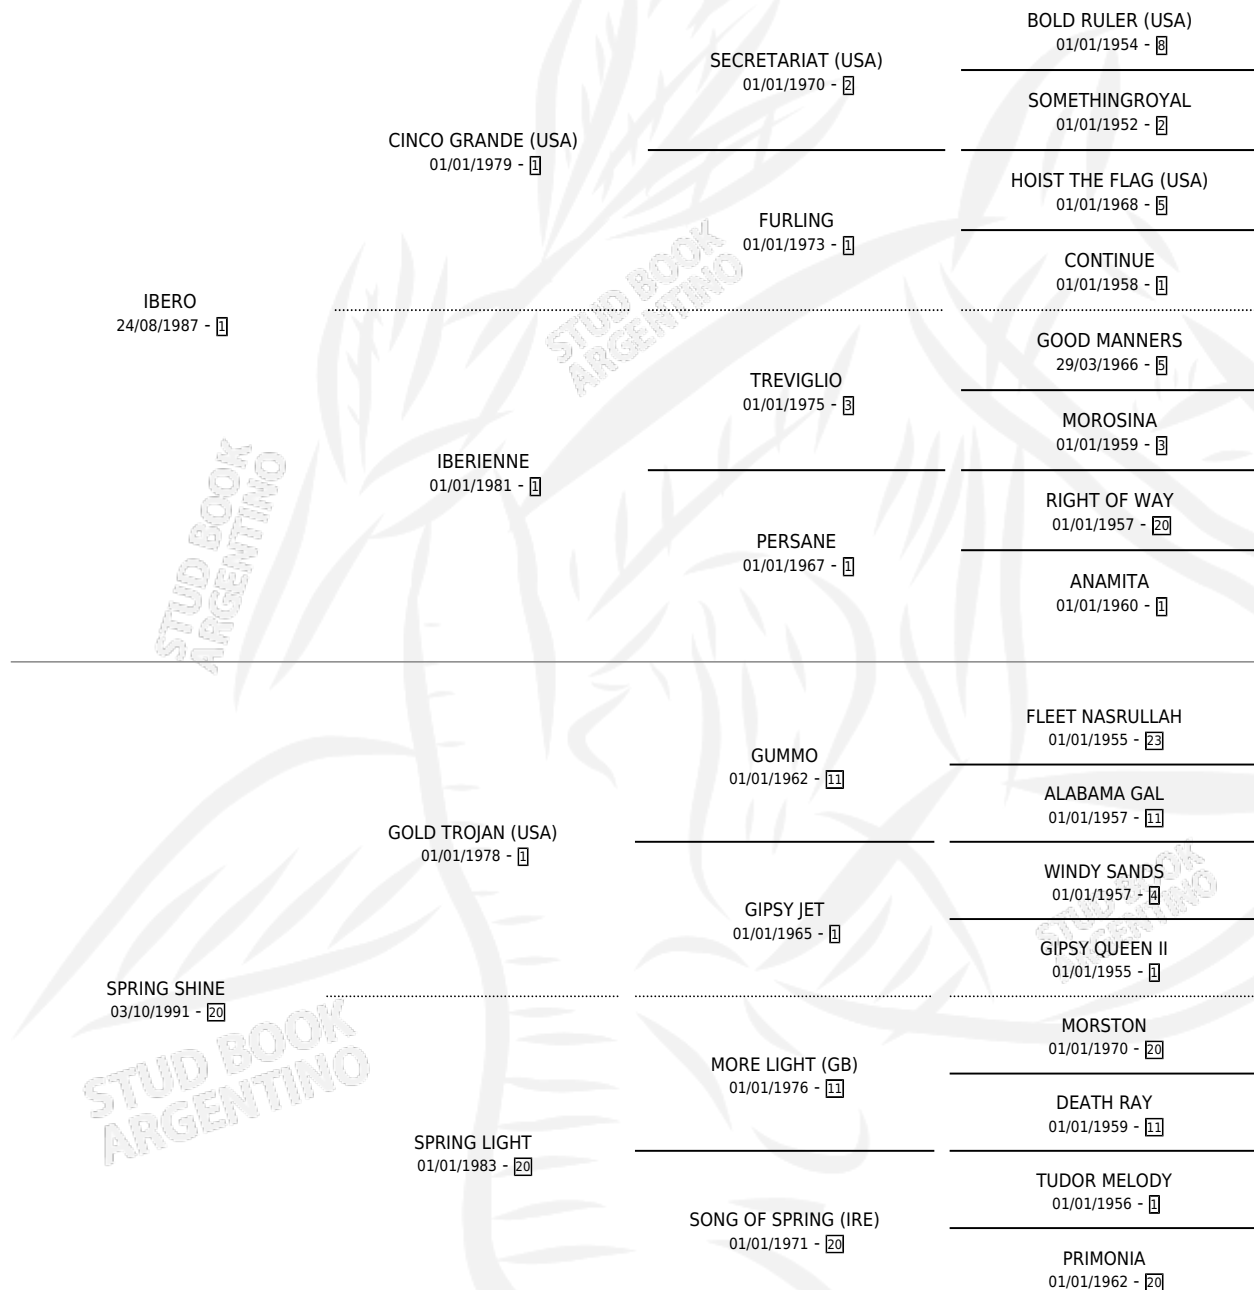 BOLD RULER (USA)
01/01/1954 - 8
SECRETARIAT (USA)
01/01/1970 - 2
SOMETHINGROYAL
01/01/1952 - 2
CINCO GRANDE (USA)
01/01/1979 - 1
HOIST THE FLAG (USA)
01/01/1968 - 5
FURLING
01/01/1973 - 1
CONTINUE
01/01/1958 - 1
IBERO
24/08/1987 - 1
STUD BOOK
ARGENTINO
GOOD MANNERS
29/03/1966 - 5
TREVIGLIO
01/01/1975 - 3
MOROSINA
01/01/1959 - 3
IBERIENNE
01/01/1981 - 1
RIGHT OF WAY
01/01/1957 - 20
PERSANE
01/01/1967 - 1
ANAMITA
01/01/1960 - 1
STUD BOOK
ARGENTINO
FLEET NASRULLAH
01/01/1955 - 23
GUMMO
01/01/1962 - 11
ALABAMA GAL
01/01/1957 - 11
GOLD TROJAN (USA)
01/01/1978 - 1
WINDY SANDS
01/01/1957 - 4
GIPSY JET
01/01/1965 - 1
STUD BOOK
ARGENTINO
GIPSY QUEEN II
01/01/1955 - 1
SPRING SHINE
03/10/1991 - 20
MORSTON
01/01/1970 - 20
MORE LIGHT (GB)
01/01/1976 - 11
STUD BOOK
ARGENTINO
DEATH RAY
01/01/1959 - 11
SPRING LIGHT
01/01/1983 - 20
TUDOR MELODY
01/01/1956 - 1
SONG OF SPRING (IRE)
01/01/1971 - 20
PRIMONIA
01/01/1962 - 20